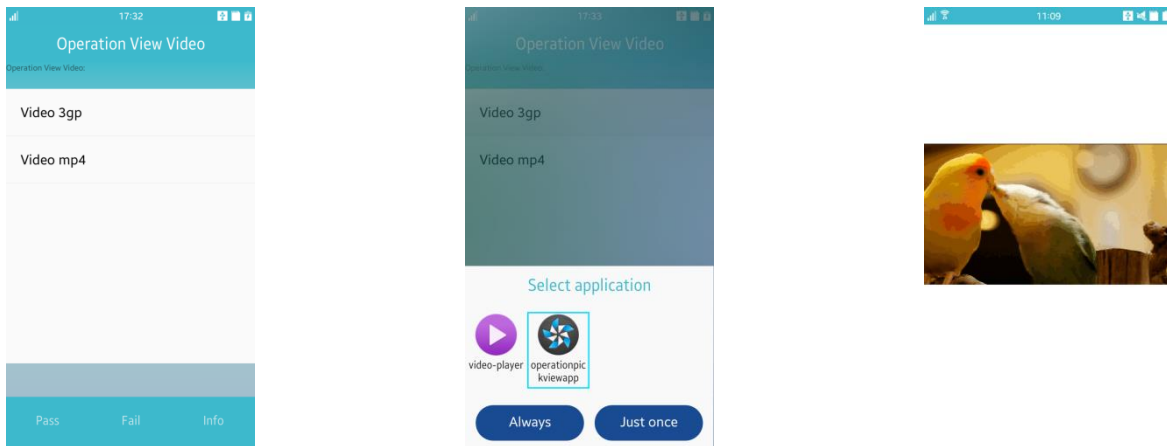 17:32
Operation View Video
Operation View Video:
Video 3gp
Video mp4
Pass Fail Info
17:33
Operation View Video
Operation View Video:
Video 3gp
Video mp4
Select application
video-player
operationpic
kviewapp
Always Just once
11:09